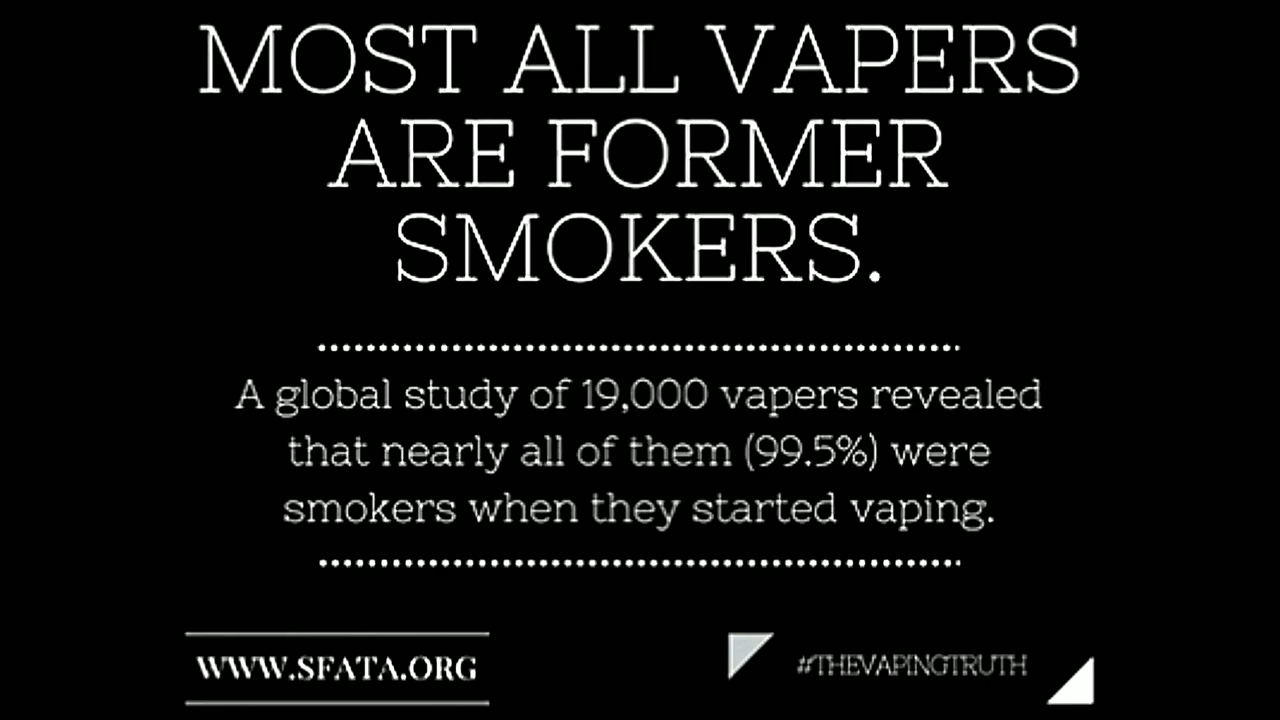 MOST ALL VAPERS
ARE FORMER
SMOKERS.
A global study of 19,000 vapers revealed
that nearly all of them (99.5%) were
smokers when they started vaping.
WWW.SFATA.ORG
#THEVAPINGTRUTH